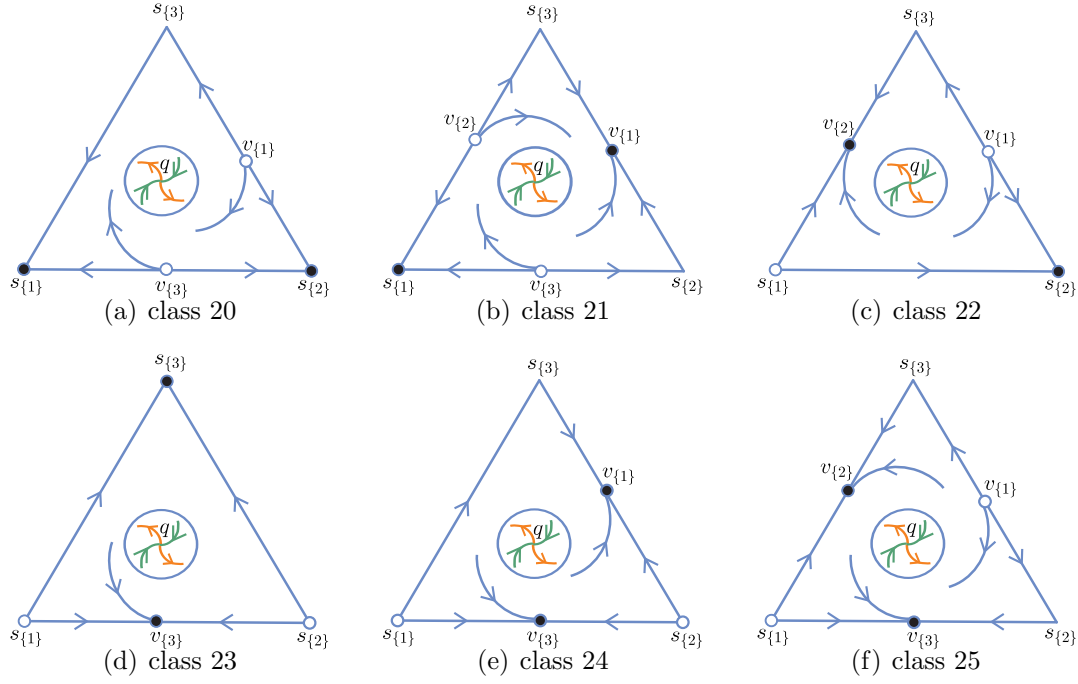 s_{3} s_{3} s_{3}
v_{1} v_{2} v_{1} v_{2} v_{1}
q q q
s_{1} v_{3} s_{2} s_{1} v_{3} s_{2} s_{1} s_{2}
(a) class 20 (b) class 21 (c) class 22
s_{3} s_{3} s_{3}
v_{1} v_{2} v_{1}
q q q
s_{1} v_{3} s_{2} s_{1} v_{3} s_{2} s_{1} v_{3} s_{2}
(d) class 23 (e) class 24 (f) class 25